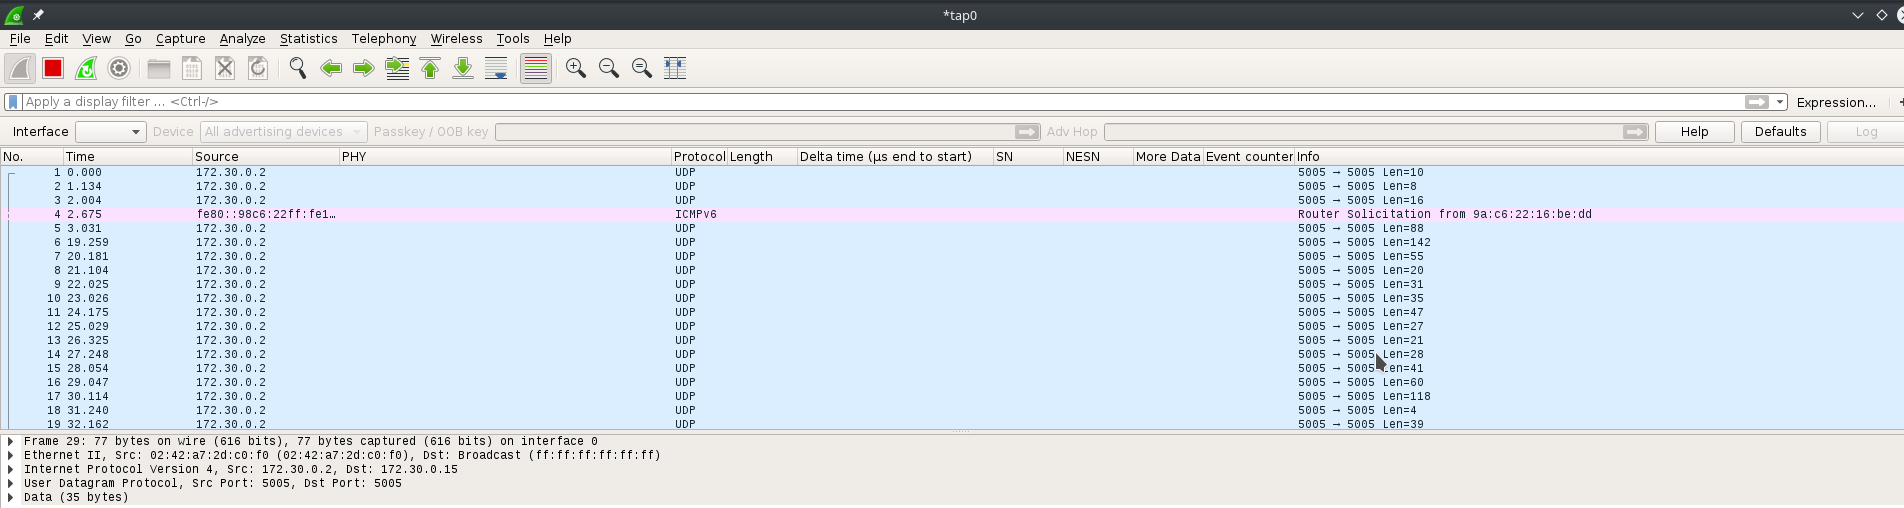 *tap0
File Edit View Go Capture Analyze Statistics Telephony Wireless Tools Help
Apply a display filter ... <Ctrl-/> Expression... +
Interface Device All advertising devices Passkey / OOB key Adv Hop Help Defaults Log
No. Time Source PHY Protocol Length Delta time (µs end to start) SN NESN More Data Event counter Info
1 0.000 172.30.0.2 UDP 5005 → 5005 Len=10
2 1.134 172.30.0.2 UDP 5005 → 5005 Len=8
3 2.004 172.30.0.2 UDP 5005 → 5005 Len=16
4 2.675 fe80::98c6:22ff:fe1… ICMPv6 Router Solicitation from 9a:c6:22:16:be:dd
5 3.031 172.30.0.2 UDP 5005 → 5005 Len=88
6 19.259 172.30.0.2 UDP 5005 → 5005 Len=142
7 20.181 172.30.0.2 UDP 5005 → 5005 Len=55
8 21.104 172.30.0.2 UDP 5005 → 5005 Len=20
9 22.025 172.30.0.2 UDP 5005 → 5005 Len=31
10 23.026 172.30.0.2 UDP 5005 → 5005 Len=35
11 24.175 172.30.0.2 UDP 5005 → 5005 Len=47
12 25.029 172.30.0.2 UDP 5005 → 5005 Len=27
13 26.325 172.30.0.2 UDP 5005 → 5005 Len=21
14 27.248 172.30.0.2 UDP 5005 → 5005 Len=28
15 28.054 172.30.0.2 UDP 5005 → 5005 Len=41
16 29.047 172.30.0.2 UDP 5005 → 5005 Len=60
17 30.114 172.30.0.2 UDP 5005 → 5005 Len=118
18 31.240 172.30.0.2 UDP 5005 → 5005 Len=4
19 32.162 172.30.0.2 UDP 5005 → 5005 Len=39
Frame 29: 77 bytes on wire (616 bits), 77 bytes captured (616 bits) on interface 0
Ethernet II, Src: 02:42:a7:2d:c0:f0 (02:42:a7:2d:c0:f0), Dst: Broadcast (ff:ff:ff:ff:ff:ff)
Internet Protocol Version 4, Src: 172.30.0.2, Dst: 172.30.0.15
User Datagram Protocol, Src Port: 5005, Dst Port: 5005
Data (35 bytes)